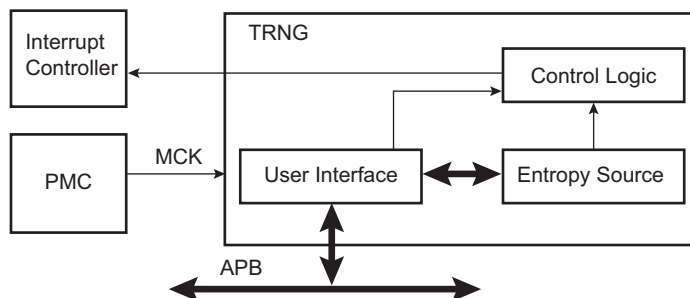 Interrupt
Controller
TRNG
Control Logic
PMC
MCK
User Interface
Entropy Source
APB